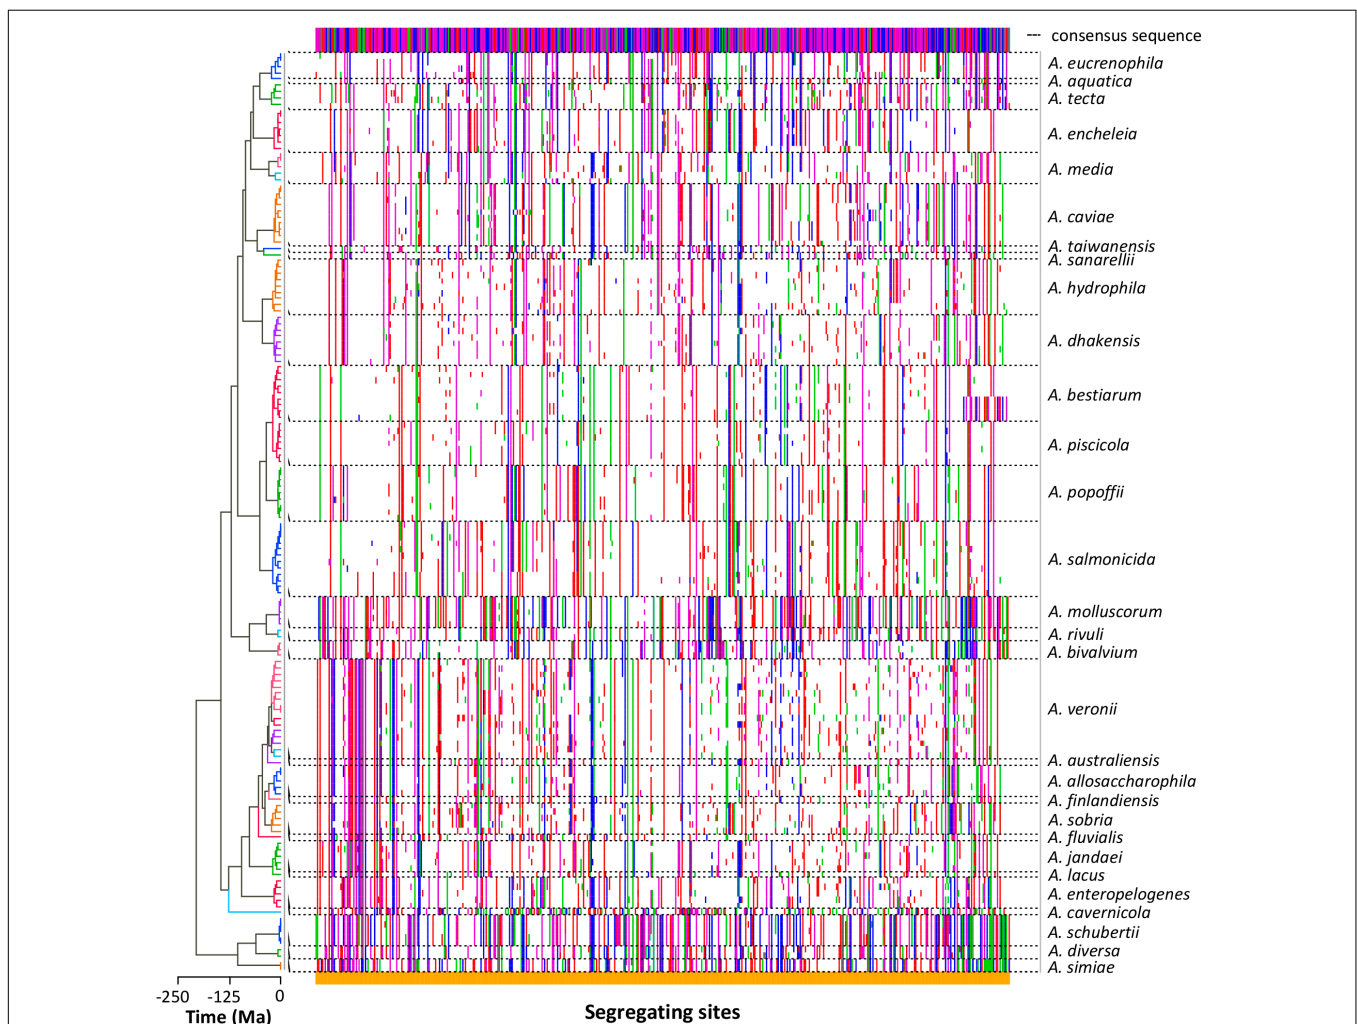 consensus sequence
A. eucrenophila
A. aquatica
A. tecta
A. encheleia
A. media
A. caviae
A. taiwanensis
A. sanarellii
A. hydrophila
A. dhakensis
A. bestiarum
A. piscicola
A. popoffii
A. salmonicida
A. molluscorum
A. rivuli
A. bivalvium
A. veronii
A. australiensis
A. allosaccharophila
A. finlandiensis
A. sobria
A. fluvialis
A. jandaei
A. lacus
A. enteropelogenes
A. cavernicola
A. schubertii
A. diversa
A. simiae
-250 -125 0
Time (Ma)
Segregating sites